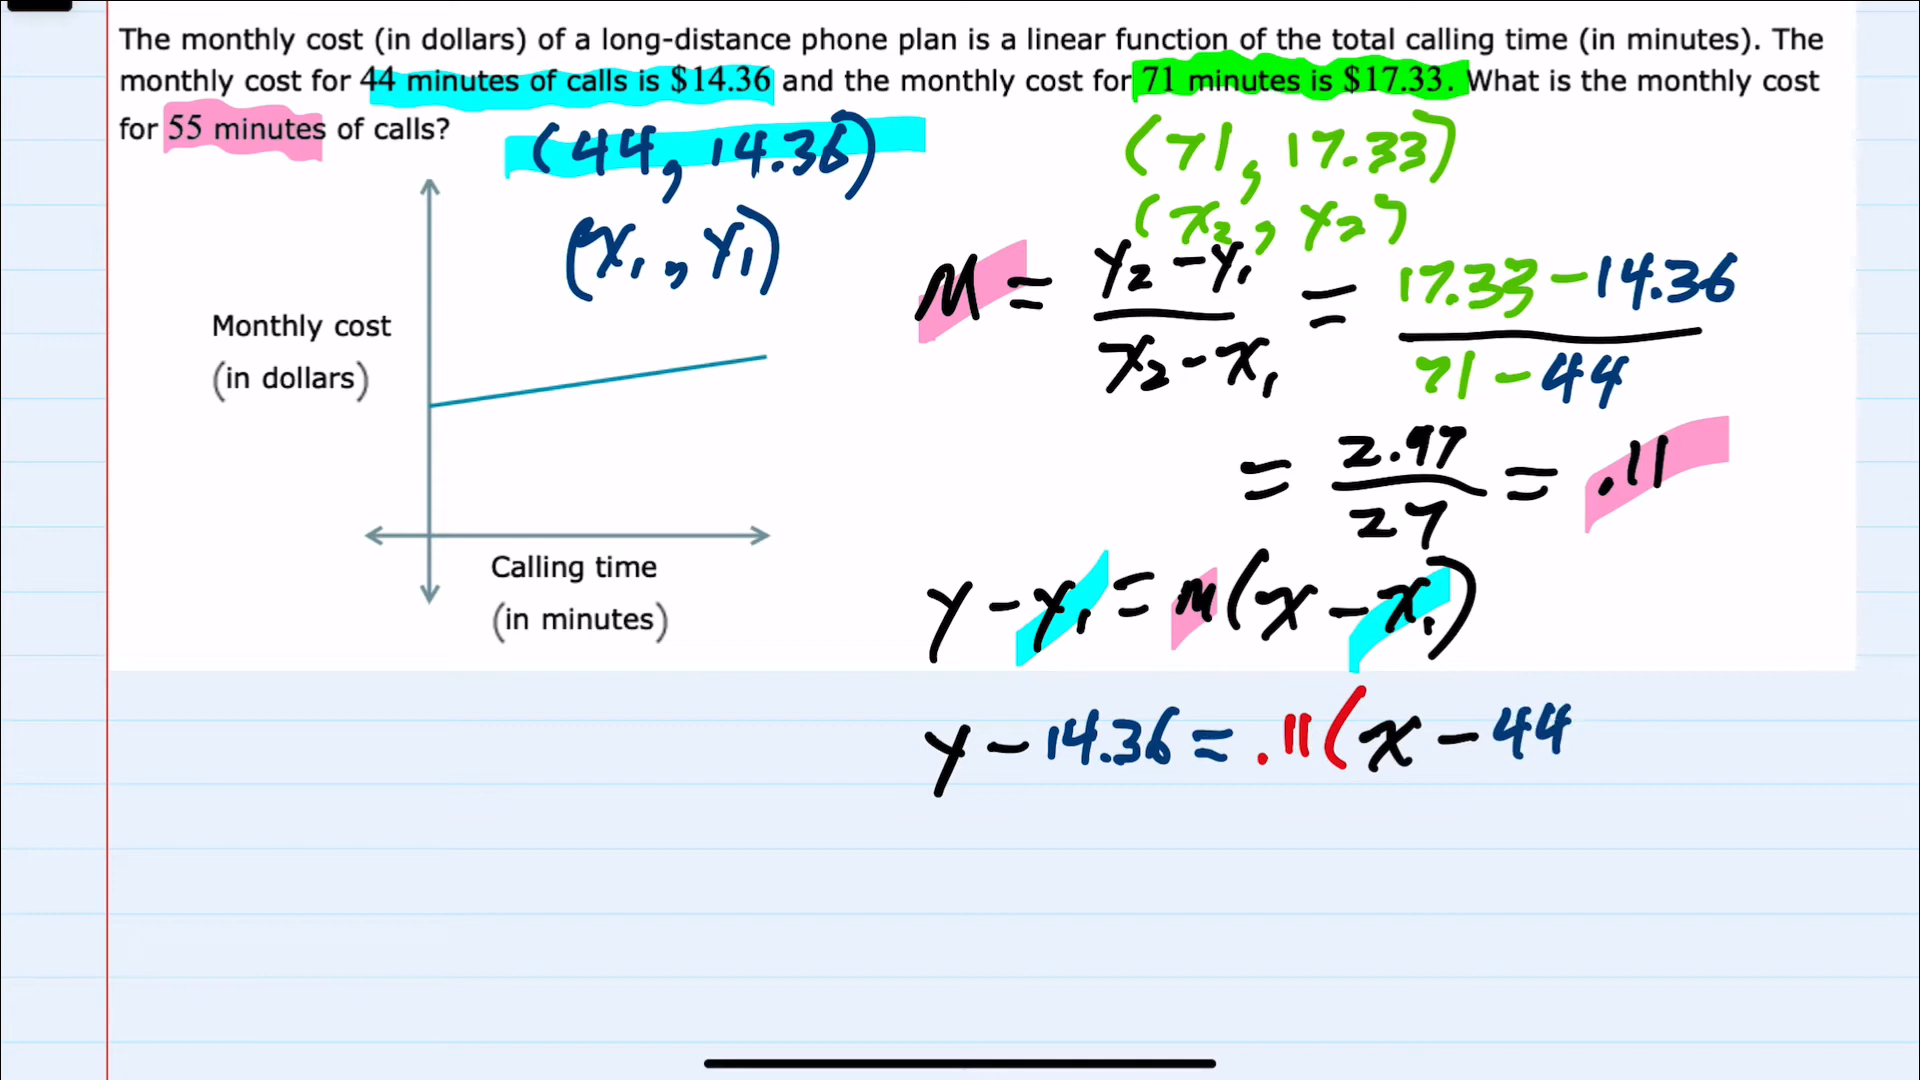 The monthly cost (in dollars) of a long-distance phone plan is a linear function of the total calling time (in minutes). The
monthly cost for 44 minutes of calls is $14.36 and the monthly cost for 71 minutes is $17.33. What is the monthly cost
for 55 minutes of calls?
(44, 14.36)
(71, 17.33)
(x₁, y₁)
(x₂, y₂)
Monthly cost
(in dollars)
Calling time
(in minutes)
M = y₂ - y₁ / x₂ - x₁ = 17.33 - 14.36 / 71 - 44
= 2.97 / 27 = .11
y - y₁ = m(x - x₁)
y - 14.36 = .11(x - 44